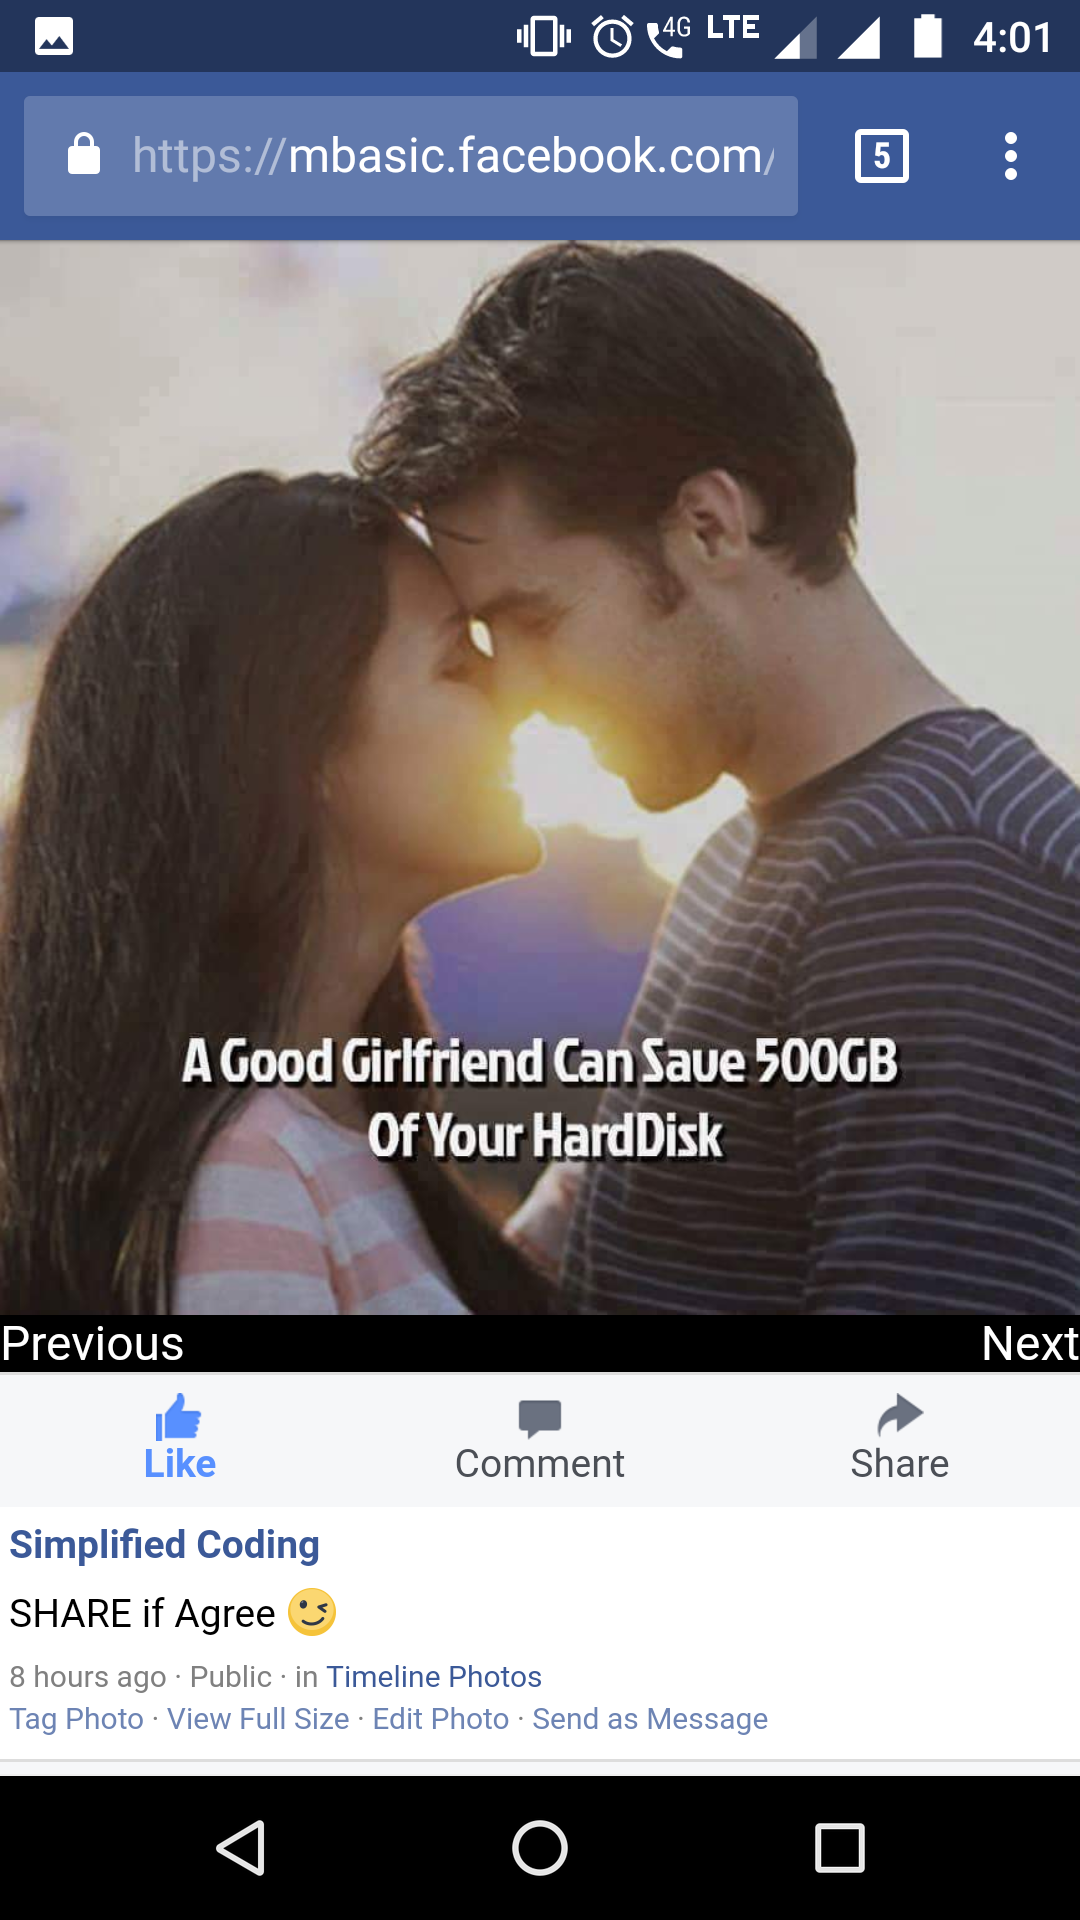 4G LTE 4:01
https://mbasic.facebook.com/
5
A Good Girlfriend Can Save 500GB
Of Your HardDisk
Previous Next
Like Comment Share
Simplified Coding
SHARE if Agree
8 hours ago · Public · in Timeline Photos
Tag Photo · View Full Size · Edit Photo · Send as Message